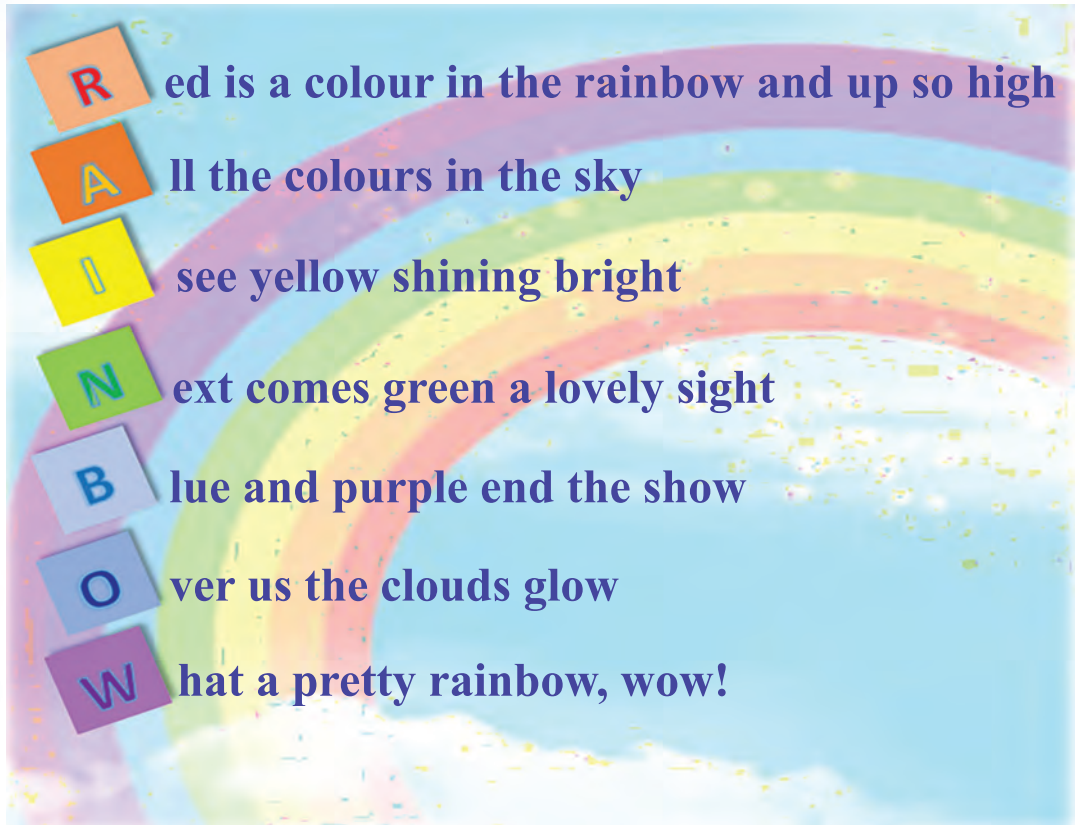 Red is a colour in the rainbow and up so high
All the colours in the sky
I see yellow shining bright
Next comes green a lovely sight
Blue and purple end the show
Over us the clouds glow
What a pretty rainbow, wow!